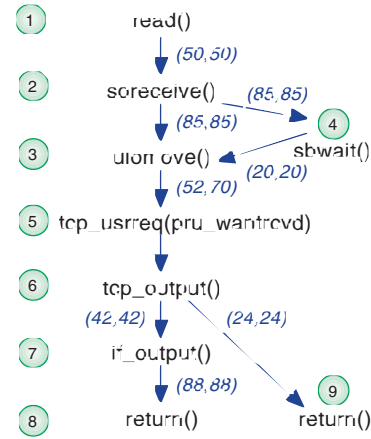 1 read()
(50,50)
2 soreceive() (85,85)
(85,85) 4
3 uiomove() sbwait()
(20,20)
(52,70)
5 tcp_usrreq(pru_wantrcvd)
6 tcp_output()
(42,42) (24,24)
7 if_output()
(88,88) 9
8 return() return()